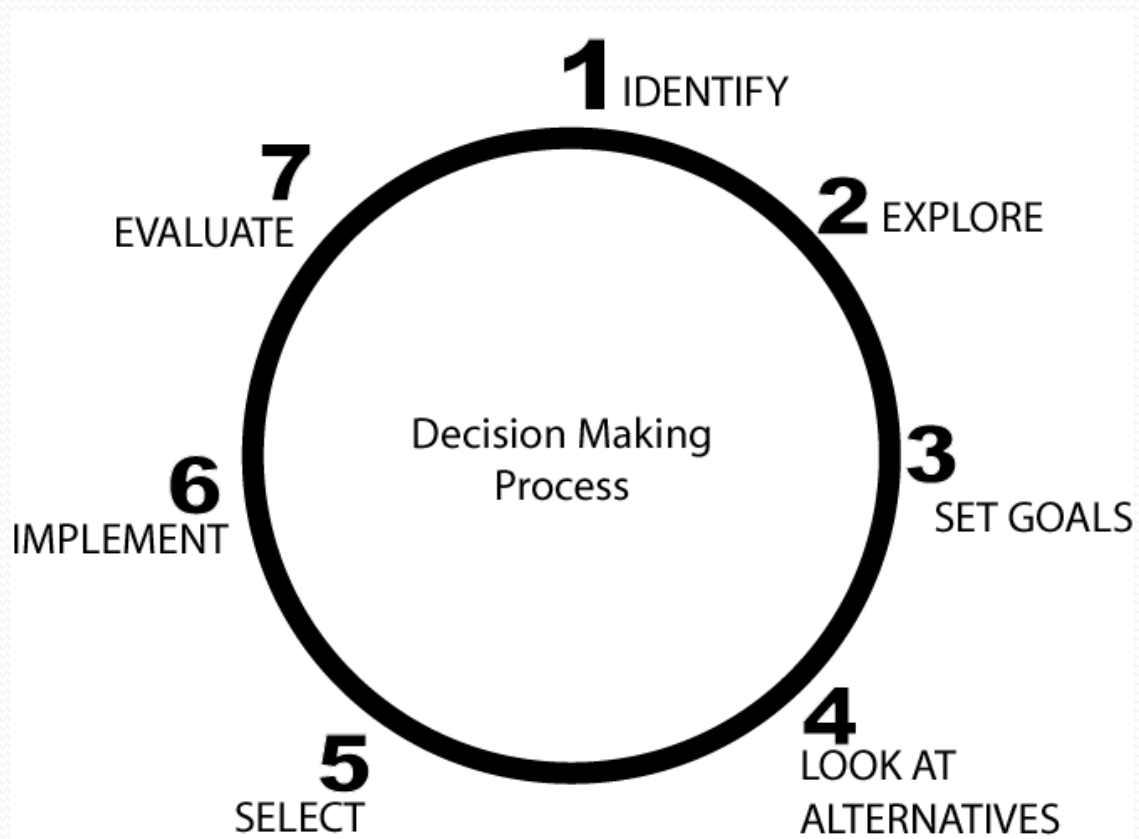 1 IDENTIFY
2 EXPLORE
3
SET GOALS
4
LOOK AT
ALTERNATIVES
5
SELECT
6
IMPLEMENT
7
EVALUATE
Decision Making
Process